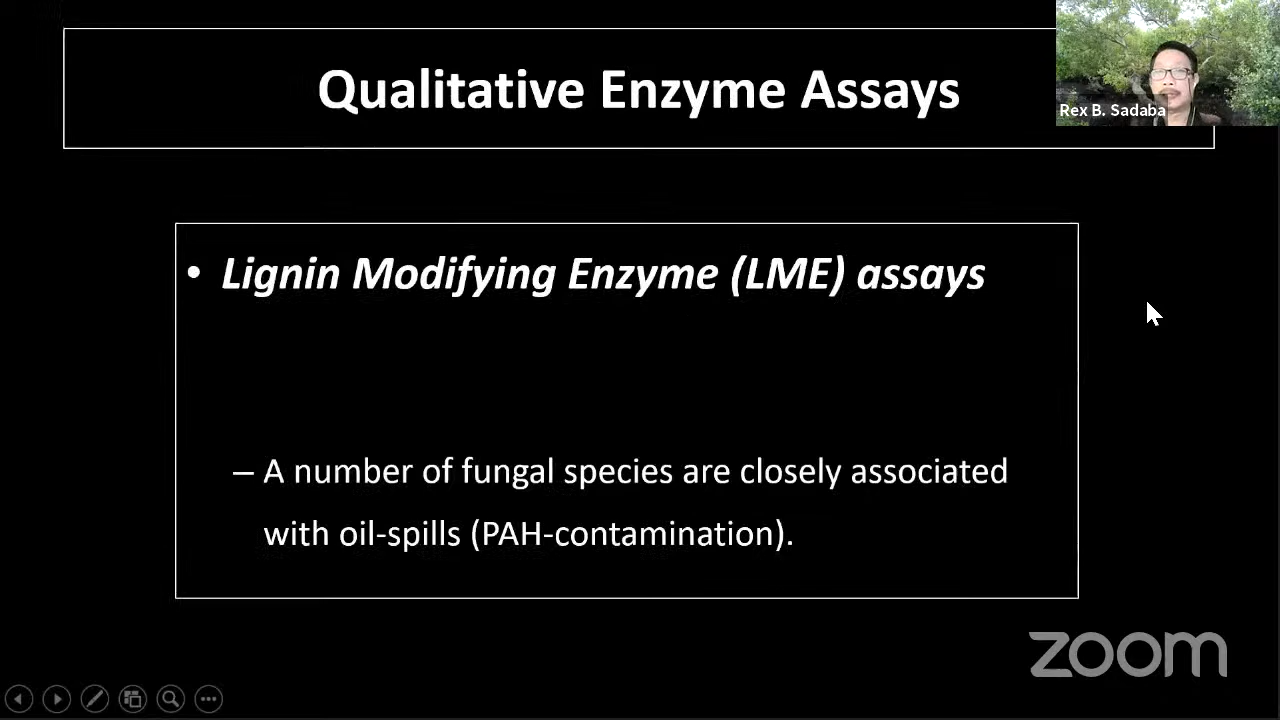 Qualitative Enzyme Assays
Rex B. Sadaba
• Lignin Modifying Enzyme (LME) assays
– A number of fungal species are closely associated
with oil-spills (PAH-contamination).
zoom